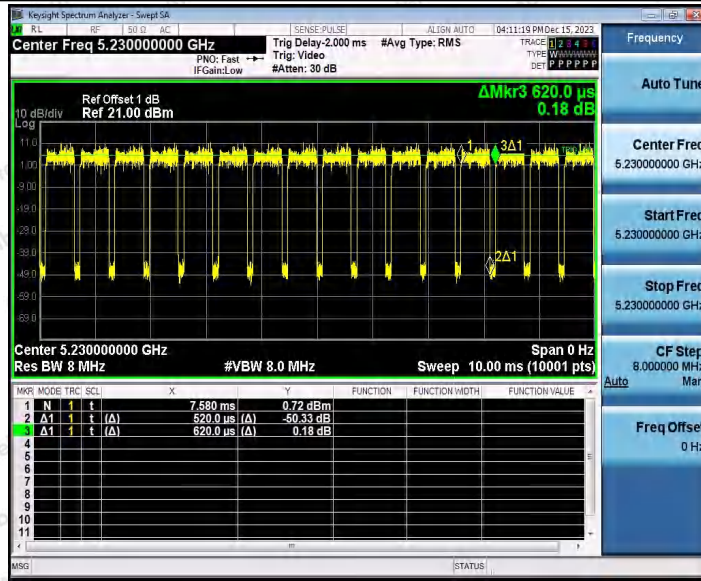 Keysight Spectrum Analyzer - Swept SA
RL RF 50 Ω AC SENSE:PULSE ALIGN AUTO 04:11:19 PM Dec 15, 2023
Center Freq 5.230000000 GHz
PNO: Fast
IFGain:Low
Trig Delay-2.000 ms
Trig: Video
#Atten: 30 dB
#Avg Type: RMS
TRACE 1 2 3 4 5 6
TYPE W
DET P P P P P P
ΔMkr3 620.0 µs
0.18 dB
Ref Offset 1 dB
10 dB/div Ref 21.00 dBm
Log
11.0
1.00
-9.00
-19.0
-29.0
-39.0
-49.0
-59.0
-69.0
1
3Δ1
2Δ1
Center 5.230000000 GHz Span 0 Hz
Res BW 8 MHz #VBW 8.0 MHz Sweep 10.00 ms (10001 pts)
MKR MODE TRC SCL X Y FUNCTION FUNCTION WIDTH FUNCTION VALUE
1 N 1 t 7.580 ms 0.72 dBm
2 Δ1 1 t (Δ) 520.0 µs (Δ) -50.33 dB
3 Δ1 1 t (Δ) 620.0 µs (Δ) 0.18 dB
4
5
6
7
8
9
10
11
MSG STATUS
Frequency
Auto Tune
Center Freq
5.230000000 GHz
Start Freq
5.230000000 GHz
Stop Freq
5.230000000 GHz
CF Step
8.000000 MHz
Auto Man
Freq Offset
0 Hz